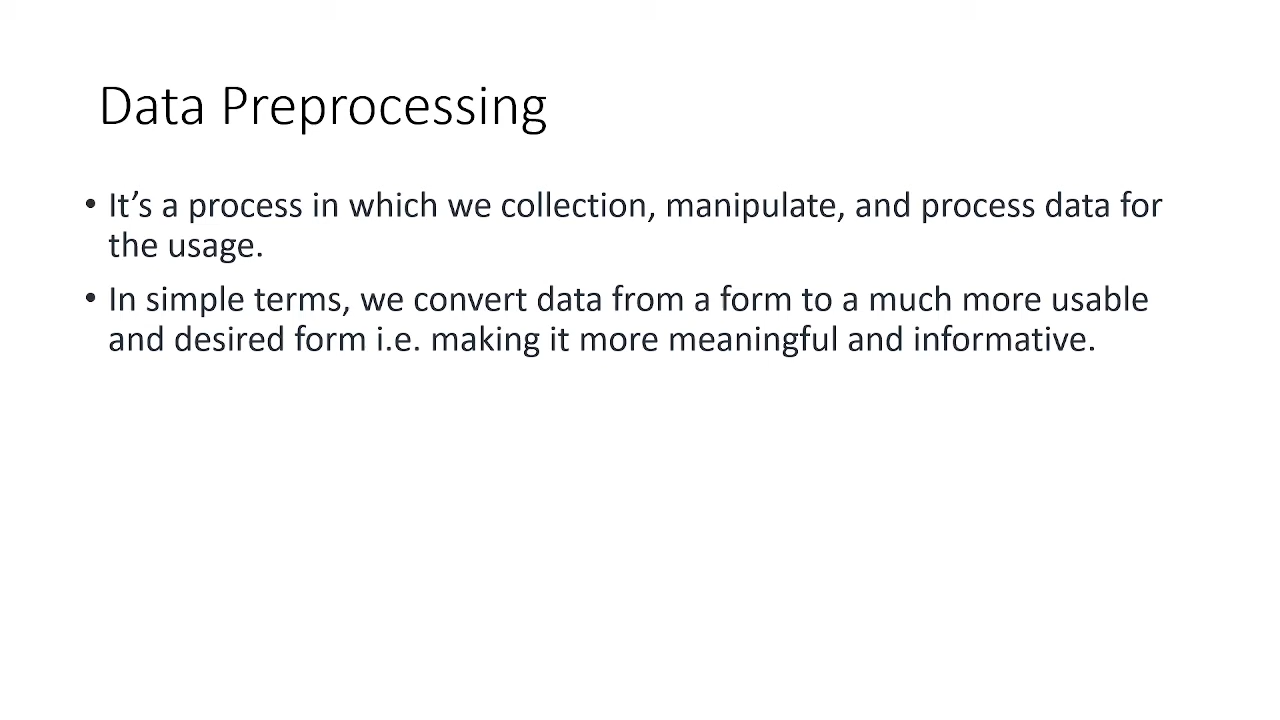 Data Preprocessing
• It’s a process in which we collection, manipulate, and process data for
the usage.
• In simple terms, we convert data from a form to a much more usable
and desired form i.e. making it more meaningful and informative.